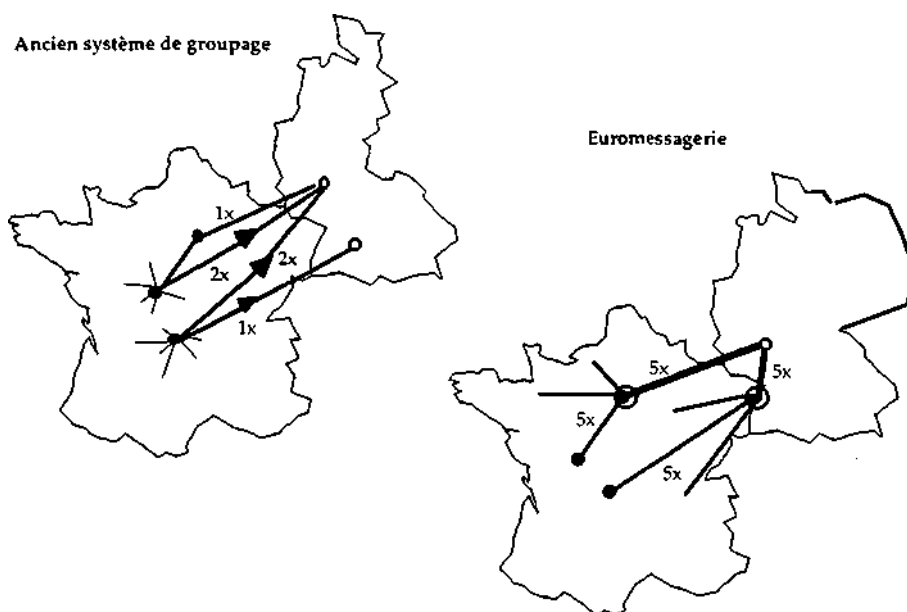 Ancien système de groupage
1x
2x
2x
1x
Euromessagerie
5x
5x
5x
5x